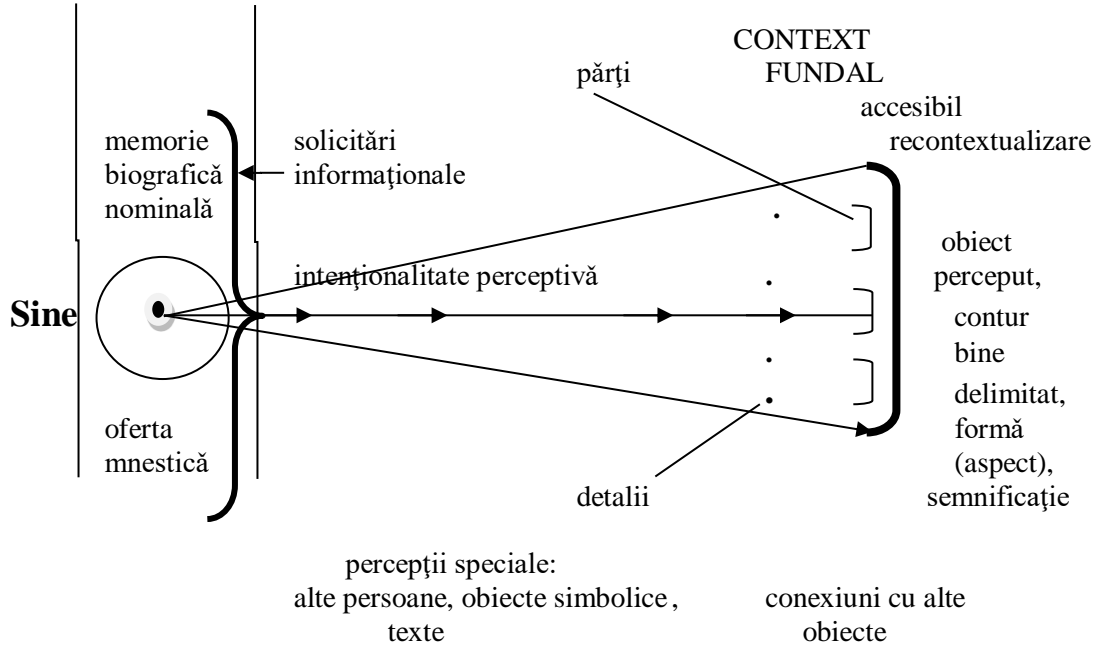 CONTEXT
FUNDAL
părţi
accesibil
recontextualizare
memorie
biografică
nominală
solicitări
informaţionale
obiect
perceput,
contur
bine
delimitat,
formă
(aspect),
semnificaţie
intenţionalitate perceptivă
Sine
oferta
mnestică
detalii
percepţii speciale:
alte persoane, obiecte simbolice,
texte
conexiuni cu alte
obiecte